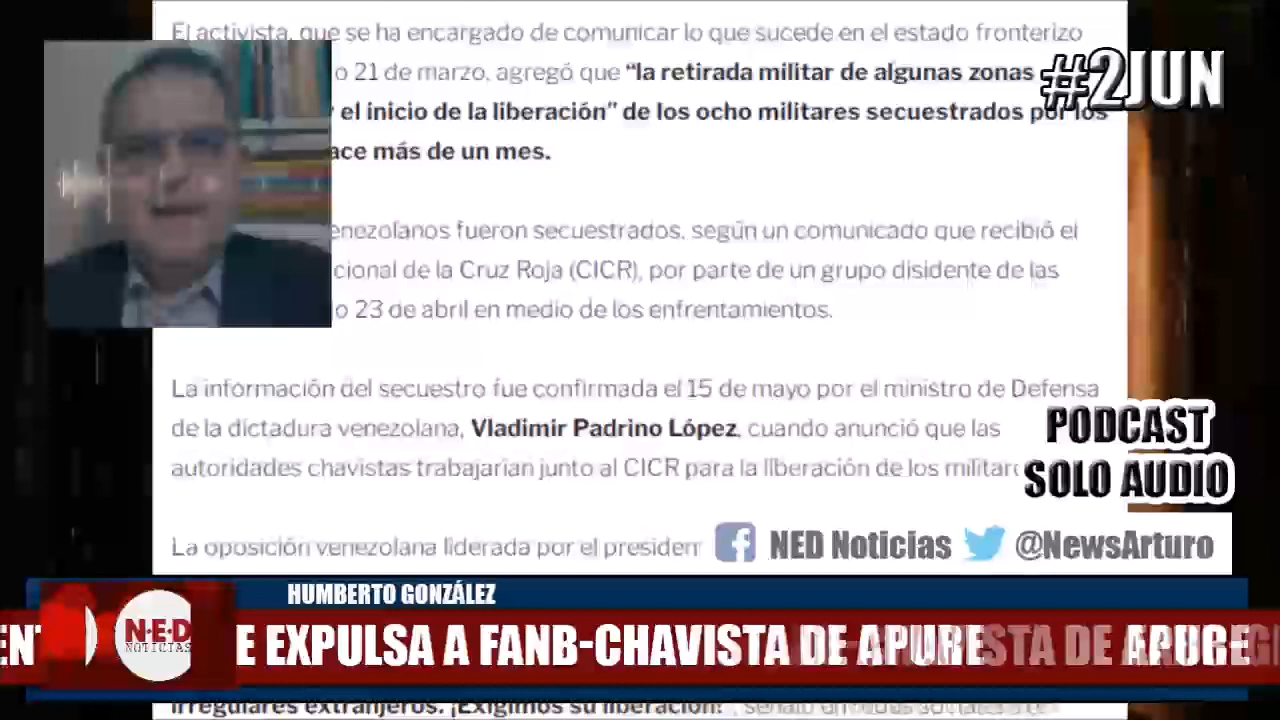 El activista, que se ha encargado de comunicar lo que sucede en el estado fronterizo
o 21 de marzo, agregó que “la retirada militar de algunas zonas
#2JUN
el inicio de la liberación” de los ocho militares secuestrados por los
ace más de un mes.
enezolanos fueron secuestrados, según un comunicado que recibió el
cional de la Cruz Roja (CICR), por parte de un grupo disidente de las
o 23 de abril en medio de los enfrentamientos.
La información del secuestro fue confirmada el 15 de mayo por el ministro de Defensa
de la dictadura venezolana, Vladimir Padrino López, cuando anunció que las
autoridades chavistas trabajarían junto al CICR para la liberación de los militar
PODCAST
SOLO AUDIO
La oposición venezolana liderada por el presiden
NED Noticias @NewsArturo
HUMBERTO GONZÁLEZ
N·E·D
NOTICIAS
E EXPULSA A FANB-CHAVISTA DE APURE
irregulares extranjeros. ¡Exigimos su liberación!